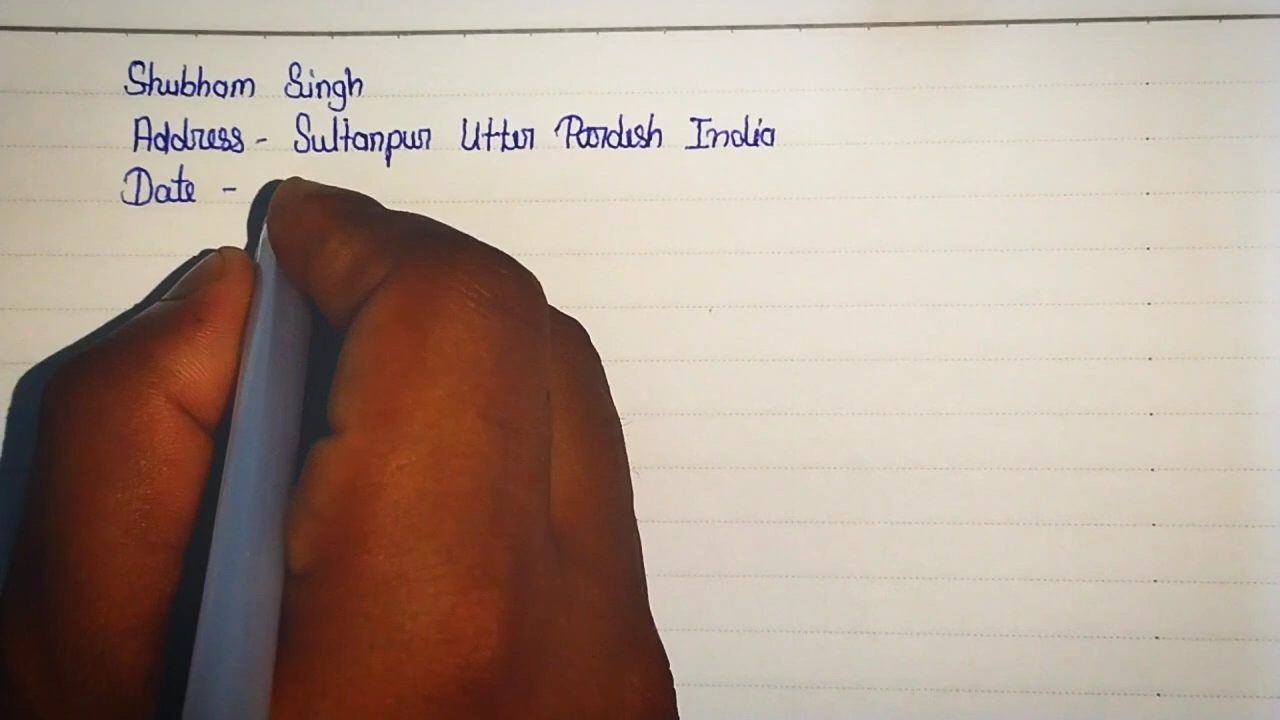 Shubham Singh
Address - Sultanpur Utter Pardesh India
Date -